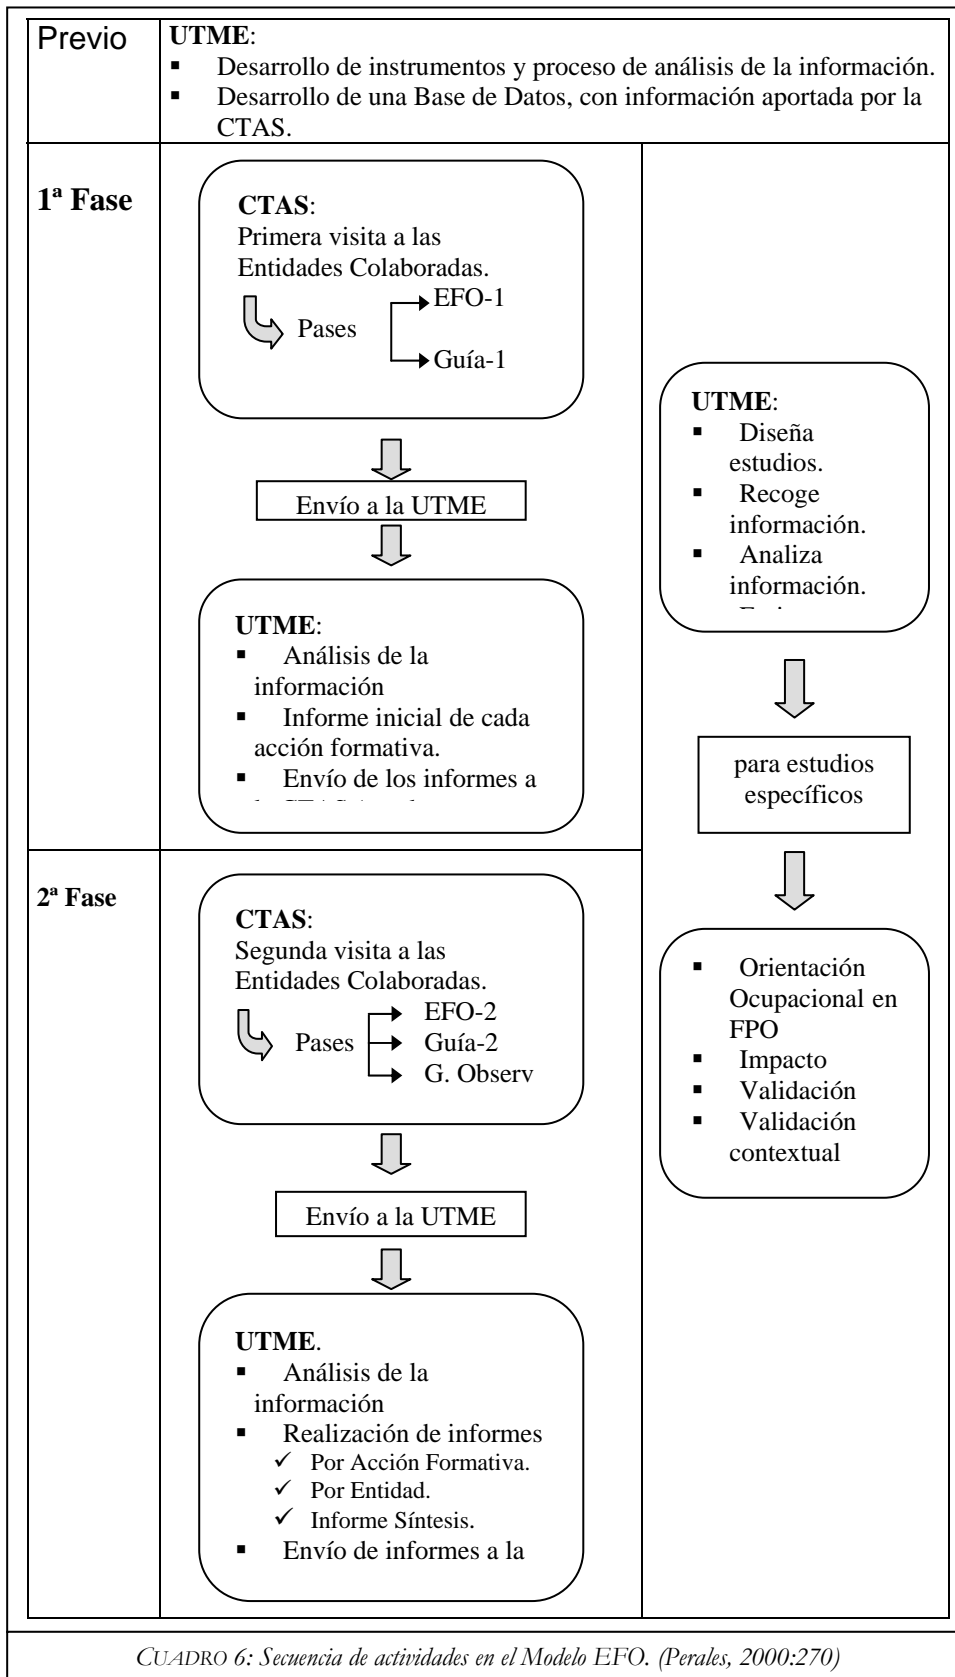 Previo
UTME:
▪ Desarrollo de instrumentos y proceso de análisis de la información.
▪ Desarrollo de una Base de Datos, con información aportada por la
CTAS.
1ª Fase
CTAS:
Primera visita a las
Entidades Colaboradas.
Pases
EFO-1
Guía-1
Envío a la UTME
UTME:
▪ Análisis de la
información
▪ Informe inicial de cada
acción formativa.
▪ Envío de los informes a
UTME:
▪ Diseña
estudios.
▪ Recoge
información.
▪ Analiza
información.
para estudios
específicos
▪ Orientación
Ocupacional en
FPO
▪ Impacto
▪ Validación
▪ Validación
contextual
2ª Fase
CTAS:
Segunda visita a las
Entidades Colaboradas.
Pases
EFO-2
Guía-2
G. Observ
Envío a la UTME
UTME.
▪ Análisis de la
información
▪ Realización de informes
✓ Por Acción Formativa.
✓ Por Entidad.
✓ Informe Síntesis.
▪ Envío de informes a la
CUADRO 6: Secuencia de actividades en el Modelo EFO. (Perales, 2000:270)